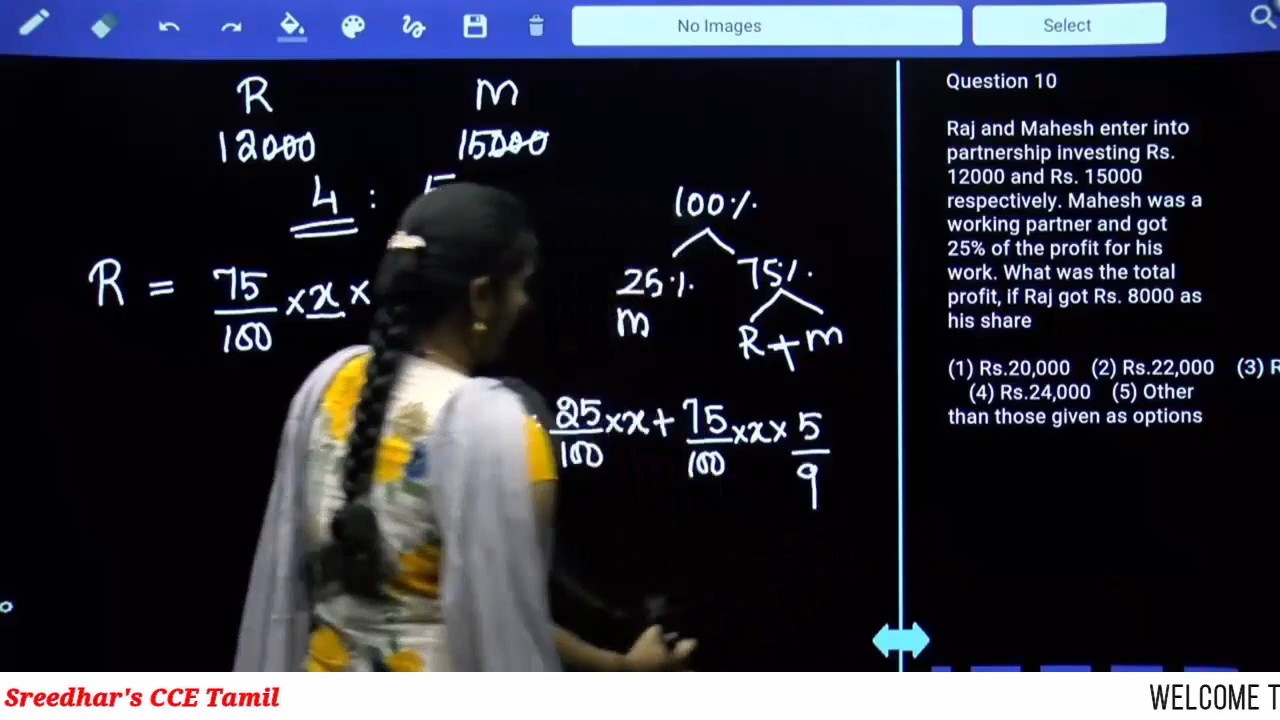 No Images
Select
R M
12000 15000
4 : 5
R = 75/100 × x ×
100%
25% 75%
m R + m
25/100 × x + 75/100 × x × 5/9
Question 10
Raj and Mahesh enter into
partnership investing Rs.
12000 and Rs. 15000
respectively. Mahesh was a
working partner and got
25% of the profit for his
work. What was the total
profit, if Raj got Rs. 8000 as
his share
(1) Rs.20,000 (2) Rs.22,000 (3) R
(4) Rs.24,000 (5) Other
than those given as options
Sreedhar's CCE Tamil
WELCOME T